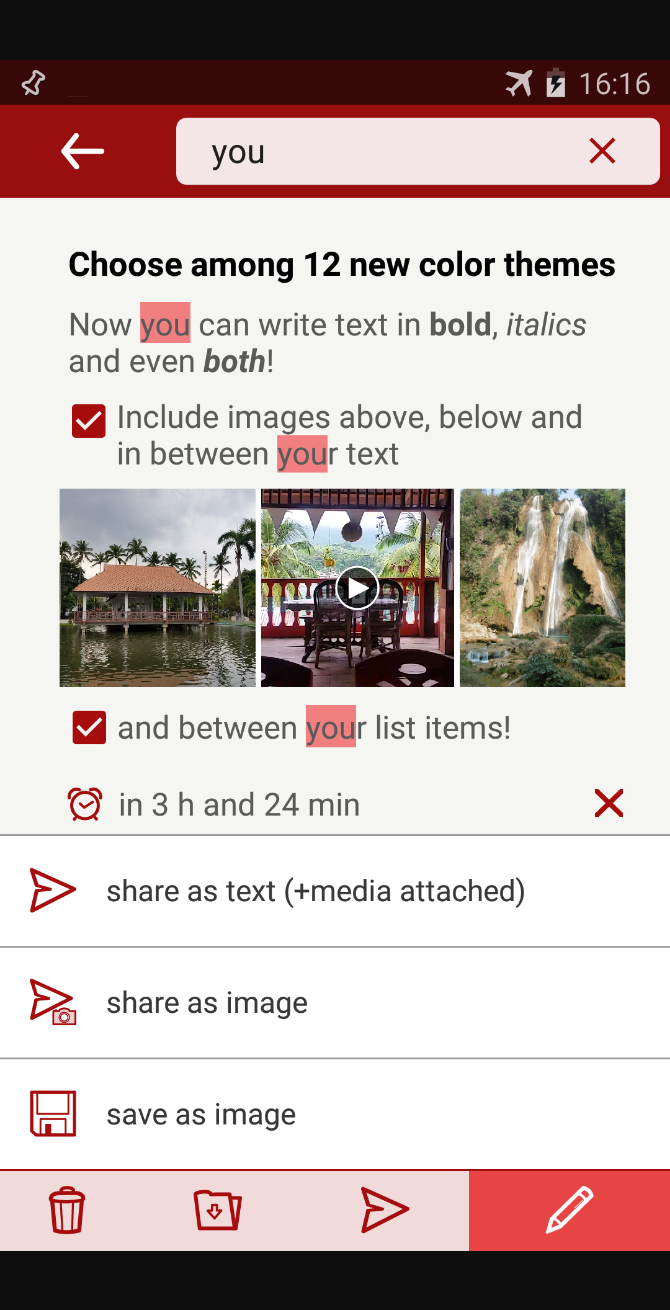 16:16
you
Choose among 12 new color themes
Now you can write text in bold, italics
and even both!
Include images above, below and
in between your text
and between your list items!
in 3 h and 24 min
share as text (+media attached)
share as image
save as image